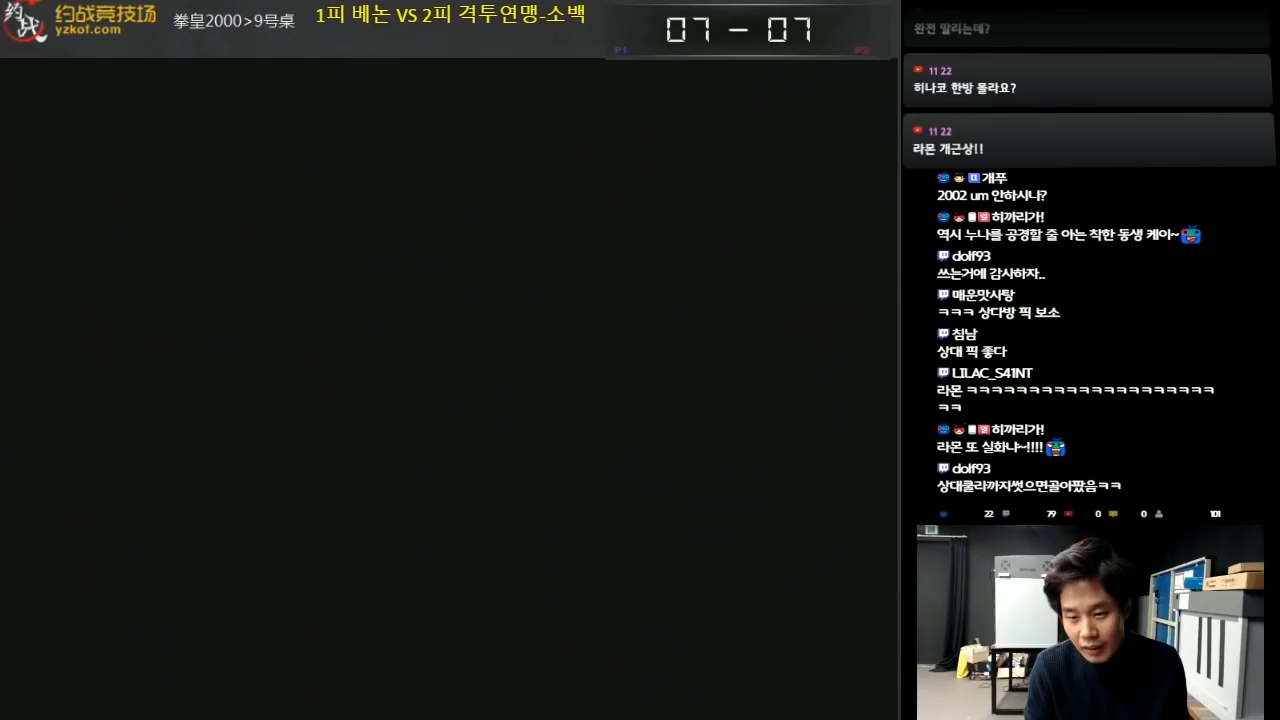 约战
约战竞技场
yzkof.com
拳皇2000>9号桌
1피 베논 VS 2피 격투연맹-소백
07 - 07
P1
P2
완전 말리는데?
11 22
히나코 한방 몰라요?
11 22
라몬 개근상!!
개푸
2002 um 안하시나?
히까리가!
역시 누나를 공경할 줄 아는 착한 동생 케이~
dolf93
쓰는거에 감사하자..
매운맛사탕
ㅋㅋㅋ 상다방 픽 보소
침남
상대 픽 좋다
LILAC_S41NT
라몬 ㅋㅋㅋㅋㅋㅋㅋㅋㅋㅋㅋㅋㅋㅋㅋㅋㅋㅋㅋㅋ
ㅋㅋ
히까리가!
라몬 또 실화냐~!!!!
dolf93
상대쿨라까지썻으면골아팠음ㅋㅋ
22 79 0 0 101